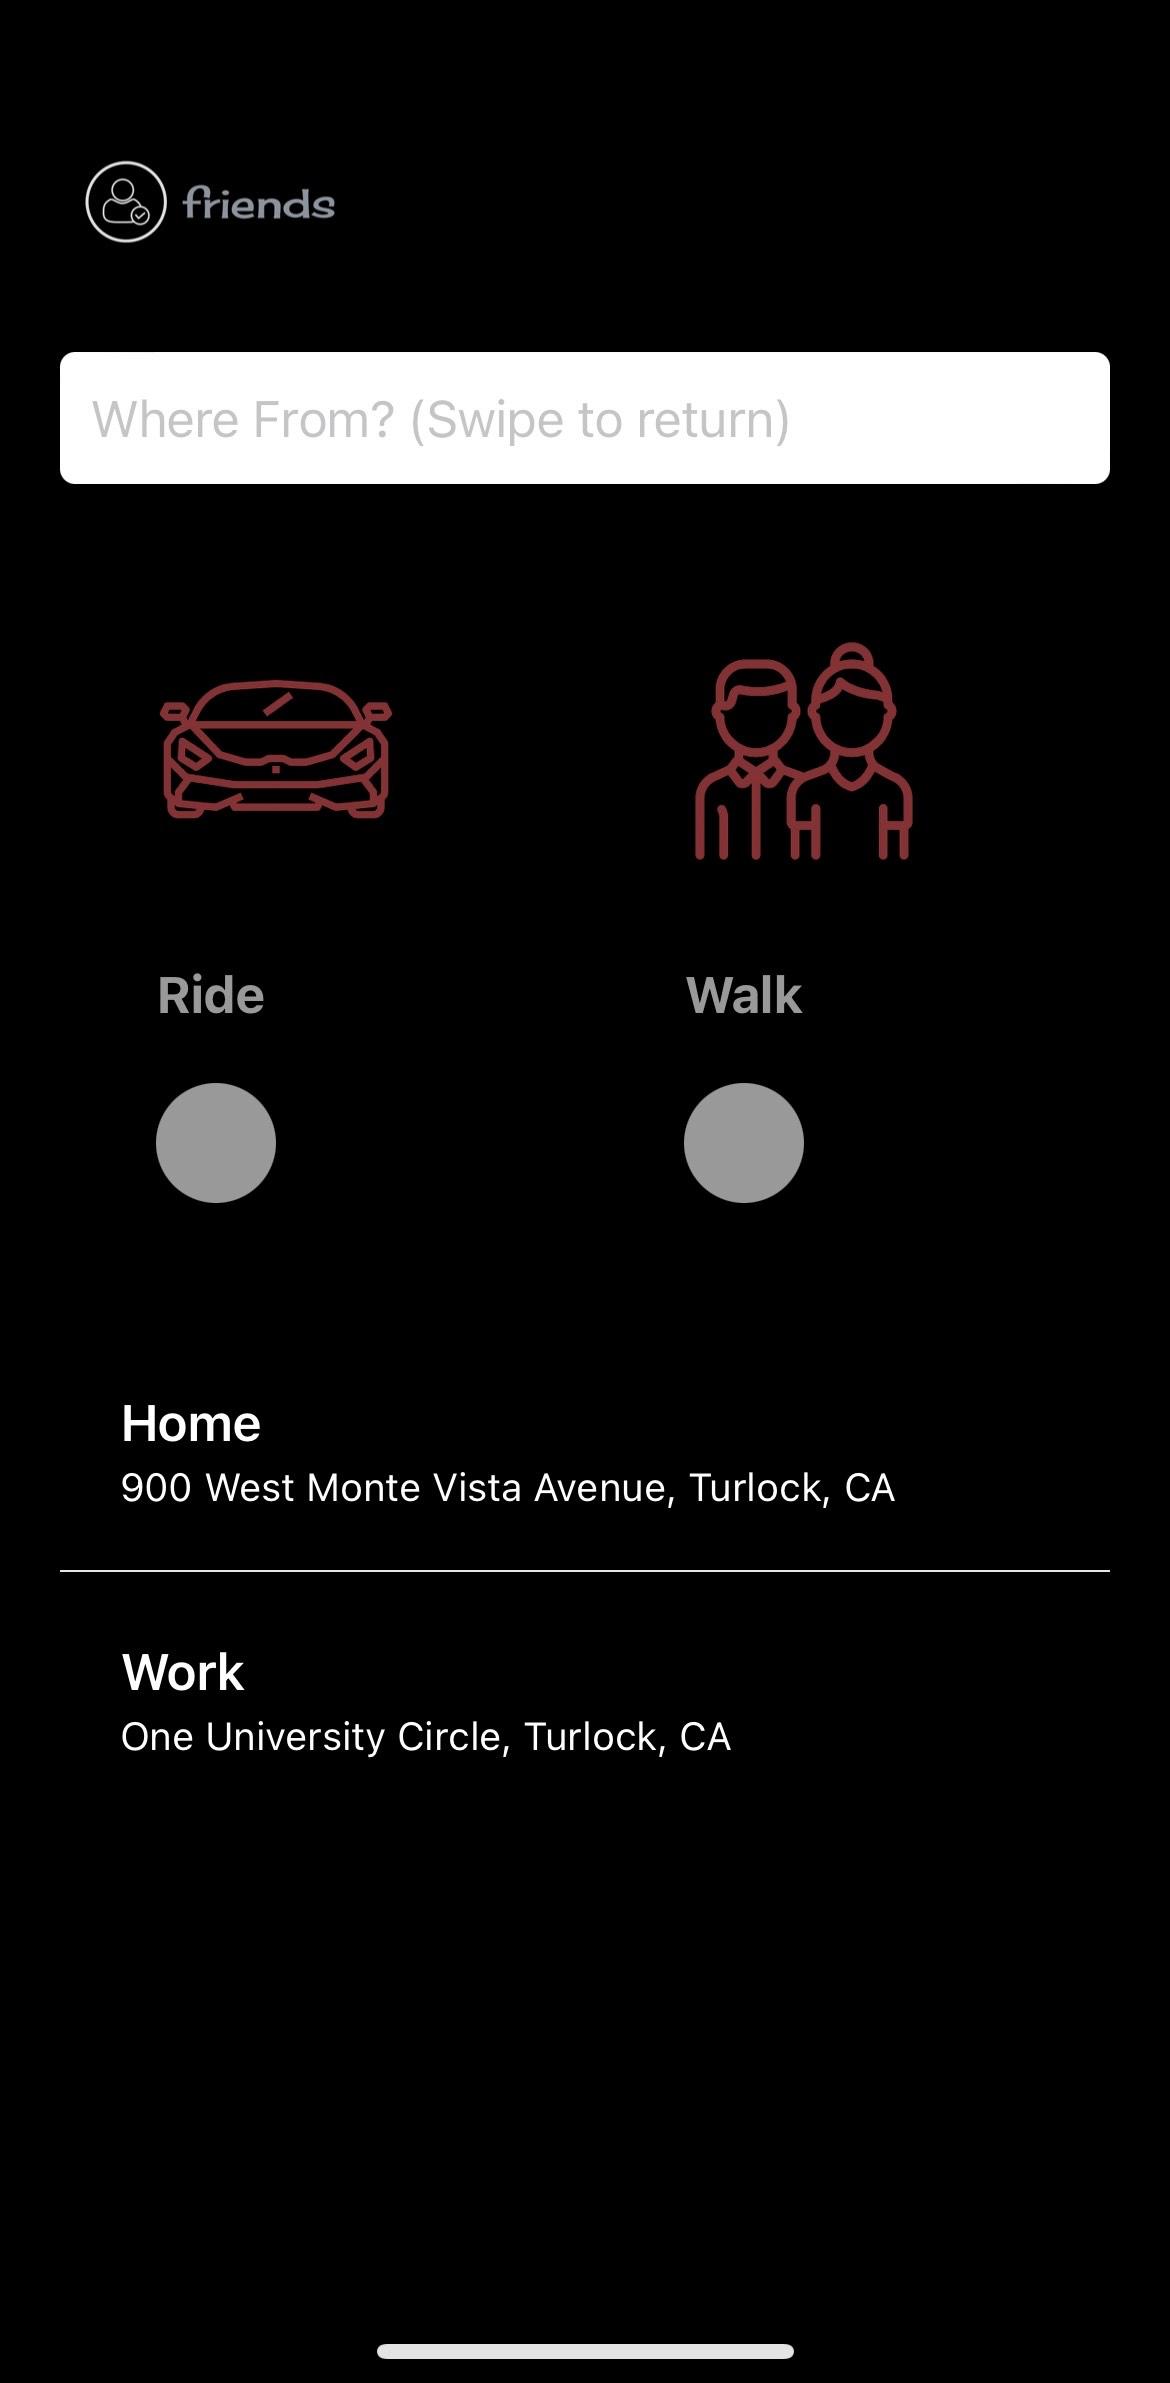 friends
Where From? (Swipe to return)
Ride
Walk
Home
900 West Monte Vista Avenue, Turlock, CA
Work
One University Circle, Turlock, CA